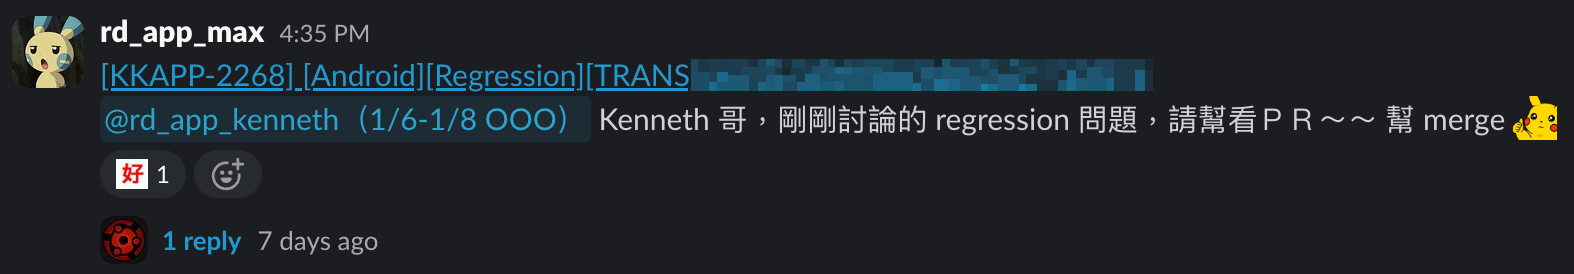 rd_app_max 4:35 PM
[KKAPP-2268] [Android][Regression][TRANS
@rd_app_kenneth（1/6-1/8 OOO） Kenneth 哥，剛剛討論的 regression 問題，請幫看ＰＲ～～ 幫 merge
好 1
1 reply 7 days ago